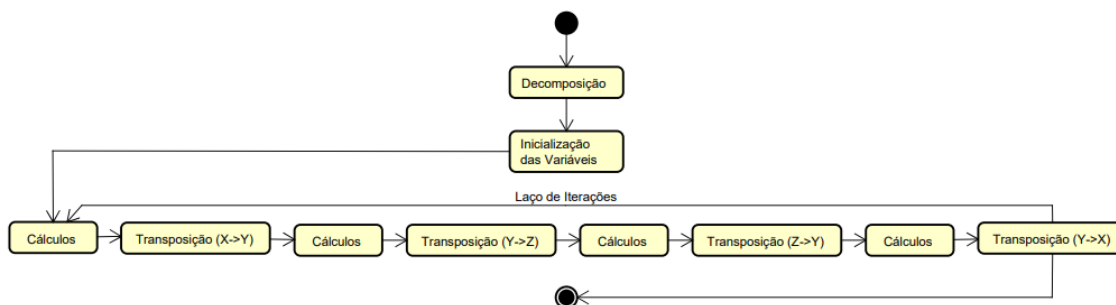 Decomposição
Inicialização
das Variáveis
Laço de Iterações
Cálculos
Transposição (X->Y)
Cálculos
Transposição (Y->Z)
Cálculos
Transposição (Z->Y)
Cálculos
Transposição (Y->X)